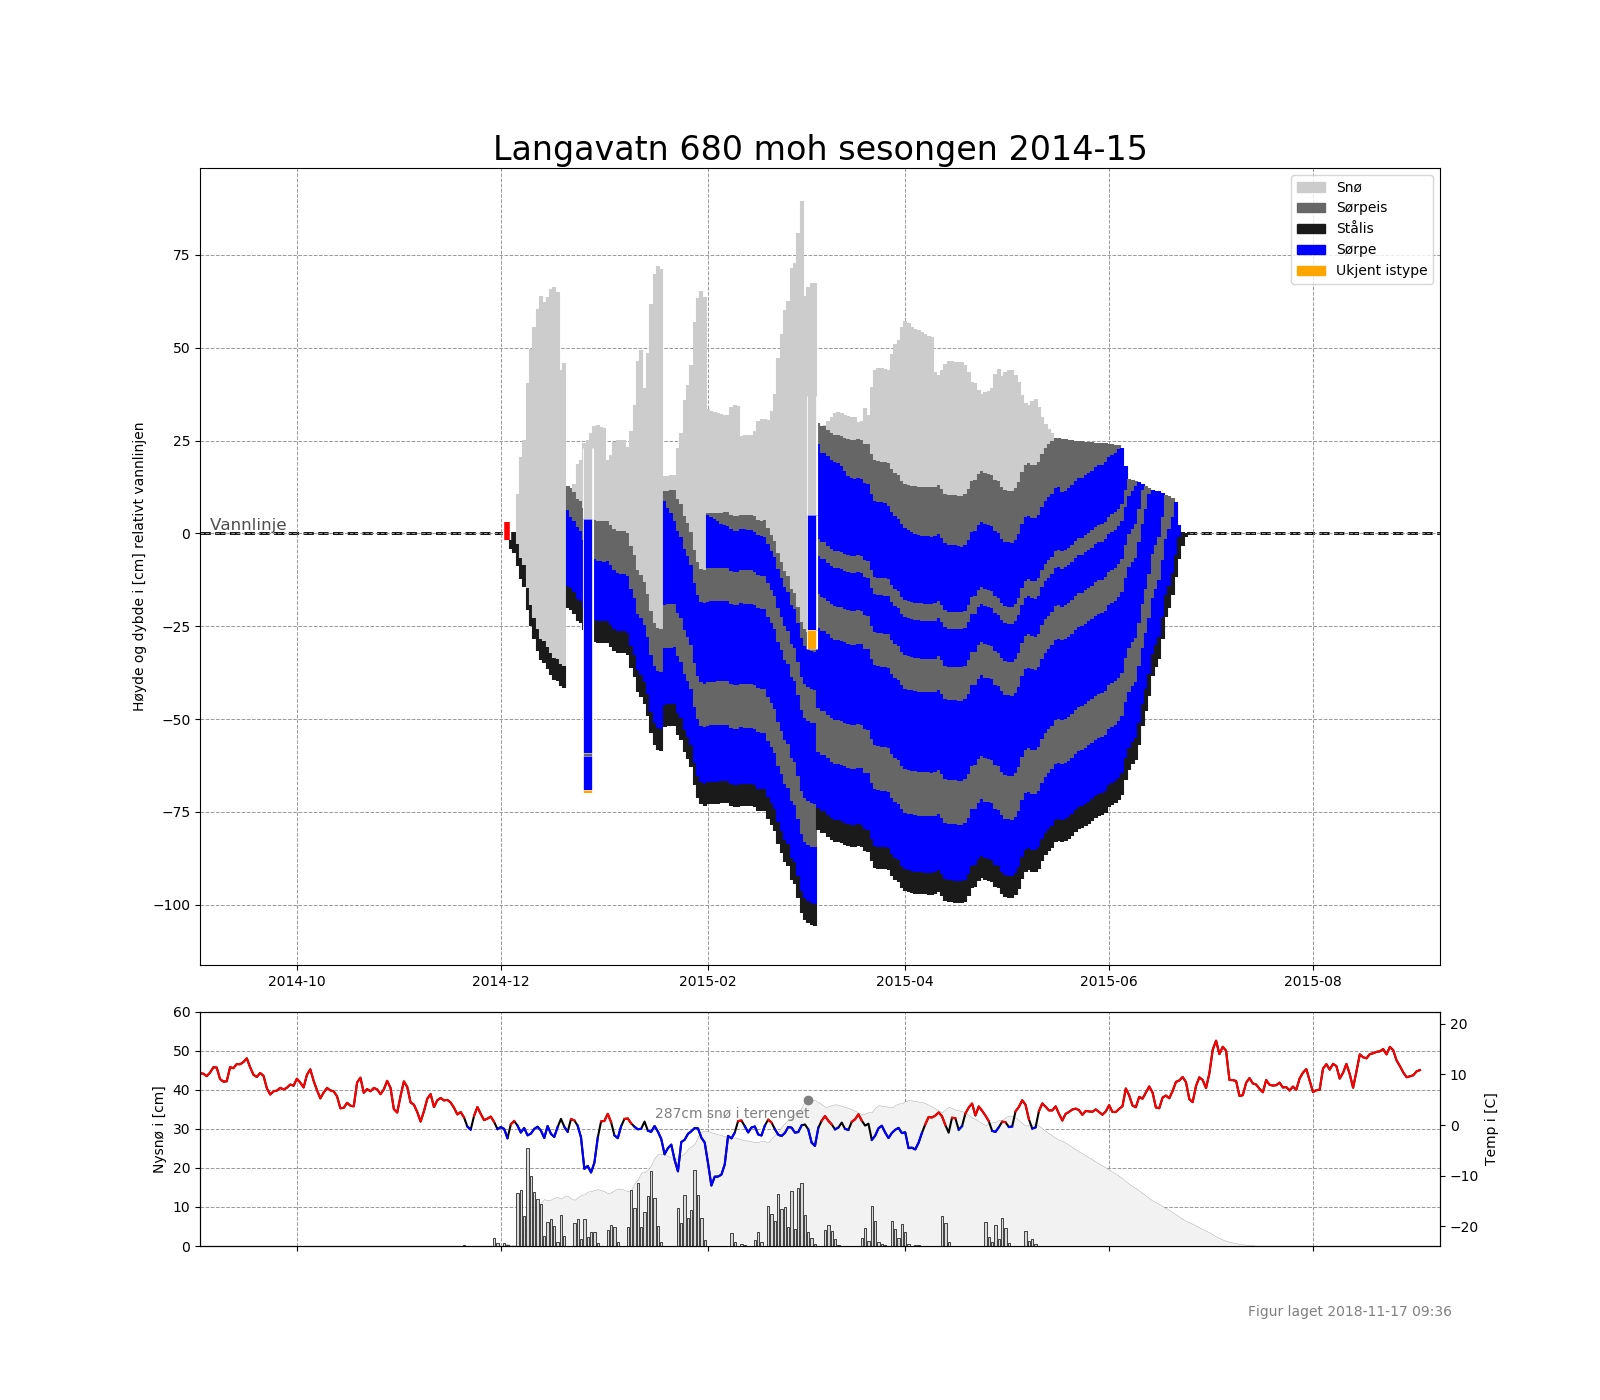 Langavatn 680 moh sesongen 2014-15
Snø
Sørpeis
Stålis
Sørpe
Ukjent istype
Høyde og dybde i [cm] relativt vannlinjen
75
50
25
0
−25
−50
−75
−100
Vannlinje
2014-10
2014-12
2015-02
2015-04
2015-06
2015-08
Nysnø i [cm]
60
50
40
30
20
10
0
287cm snø i terrenget
20
10
0
−10
−20
Temp i [C]
Figur laget 2018-11-17 09:36